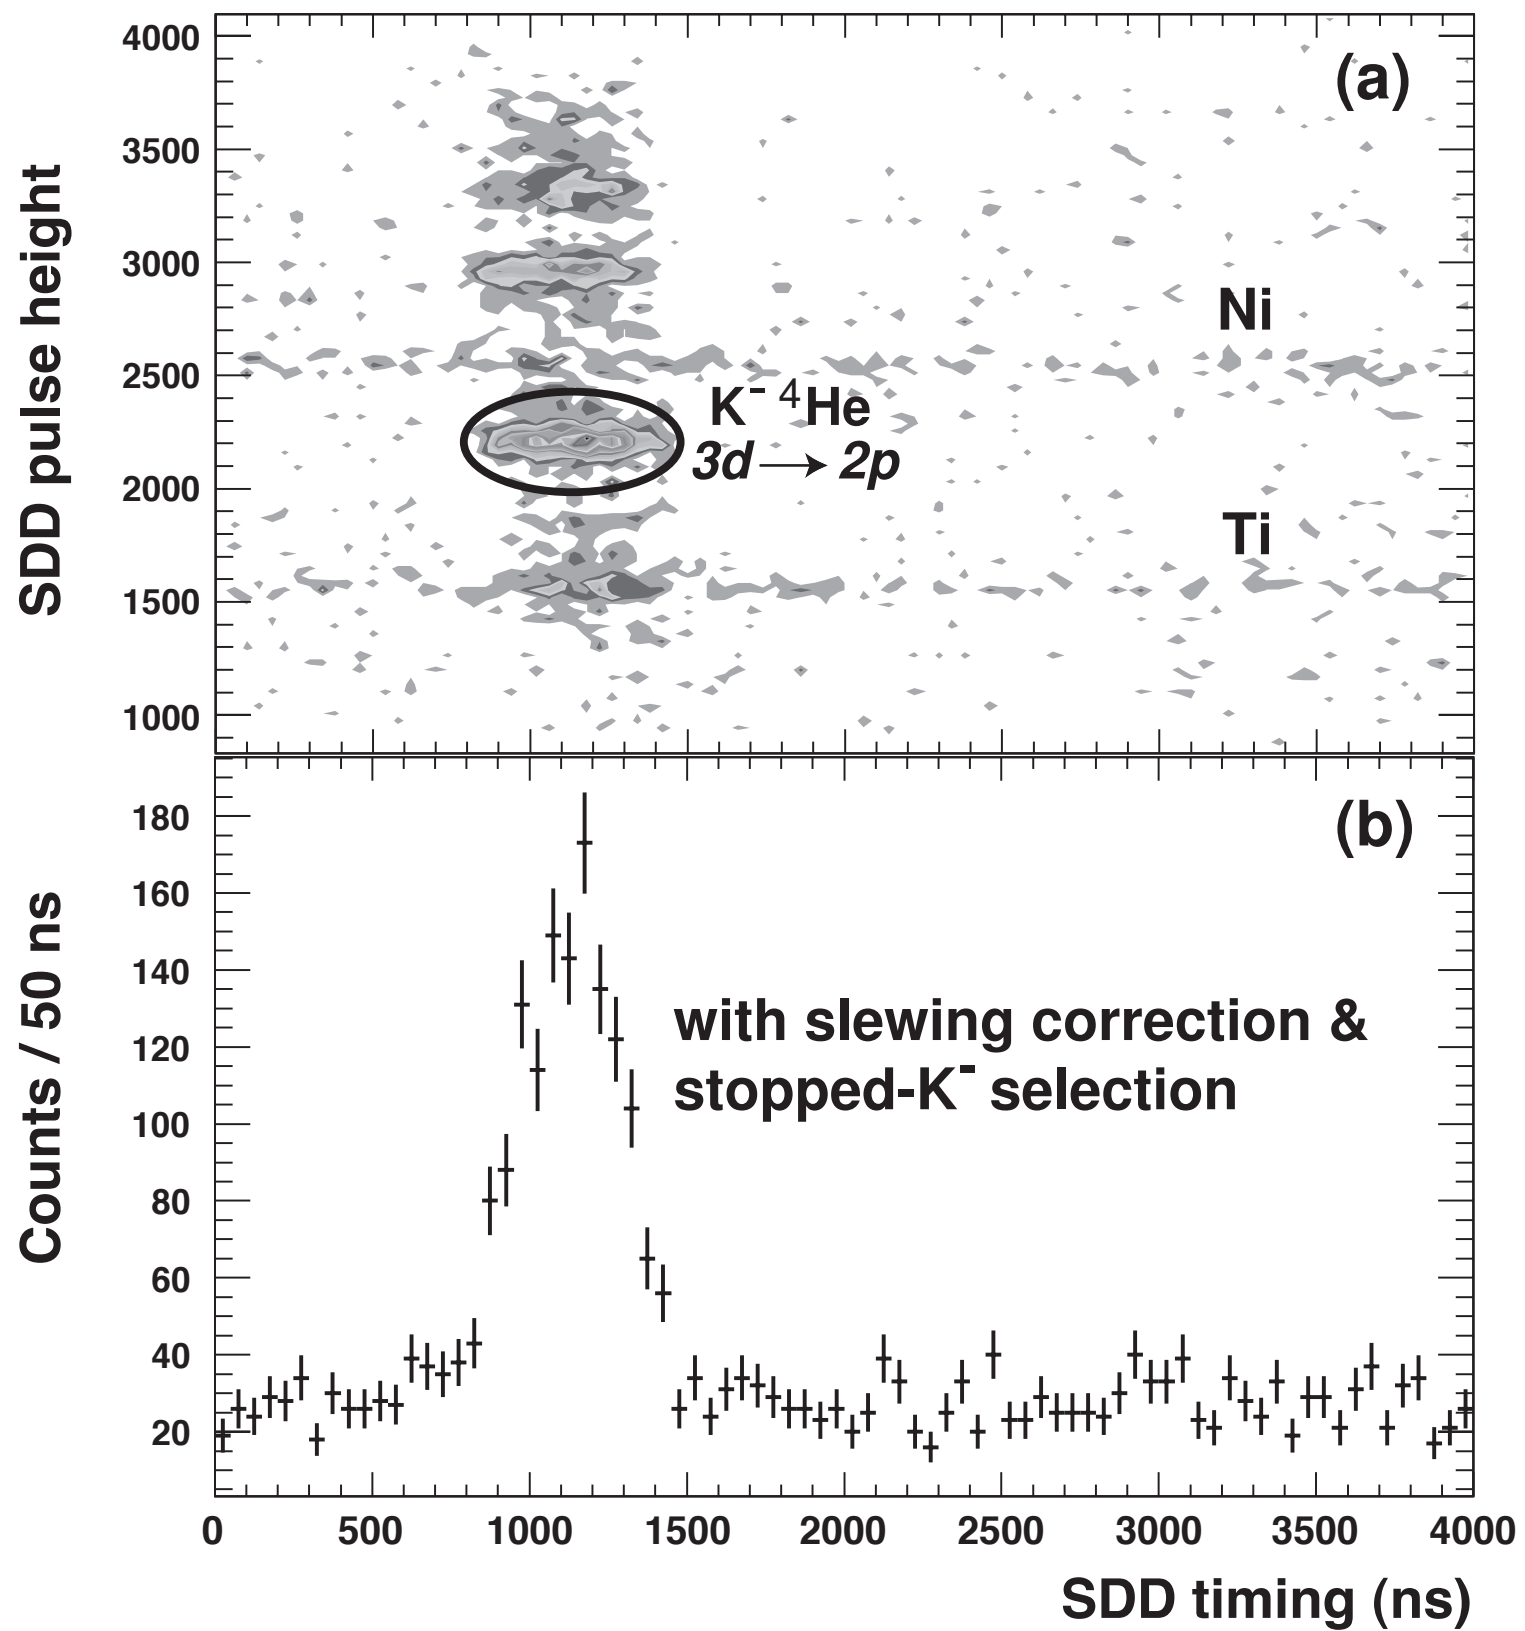 (a)
4000
3500
3000
2500
2000
1500
1000
SDD pulse height
Ni
K⁻ ⁴He
3d → 2p
Ti
(b)
180
160
140
120
100
80
60
40
20
Counts / 50 ns
with slewing correction &
stopped-K⁻ selection
0 500 1000 1500 2000 2500 3000 3500 4000
SDD timing (ns)